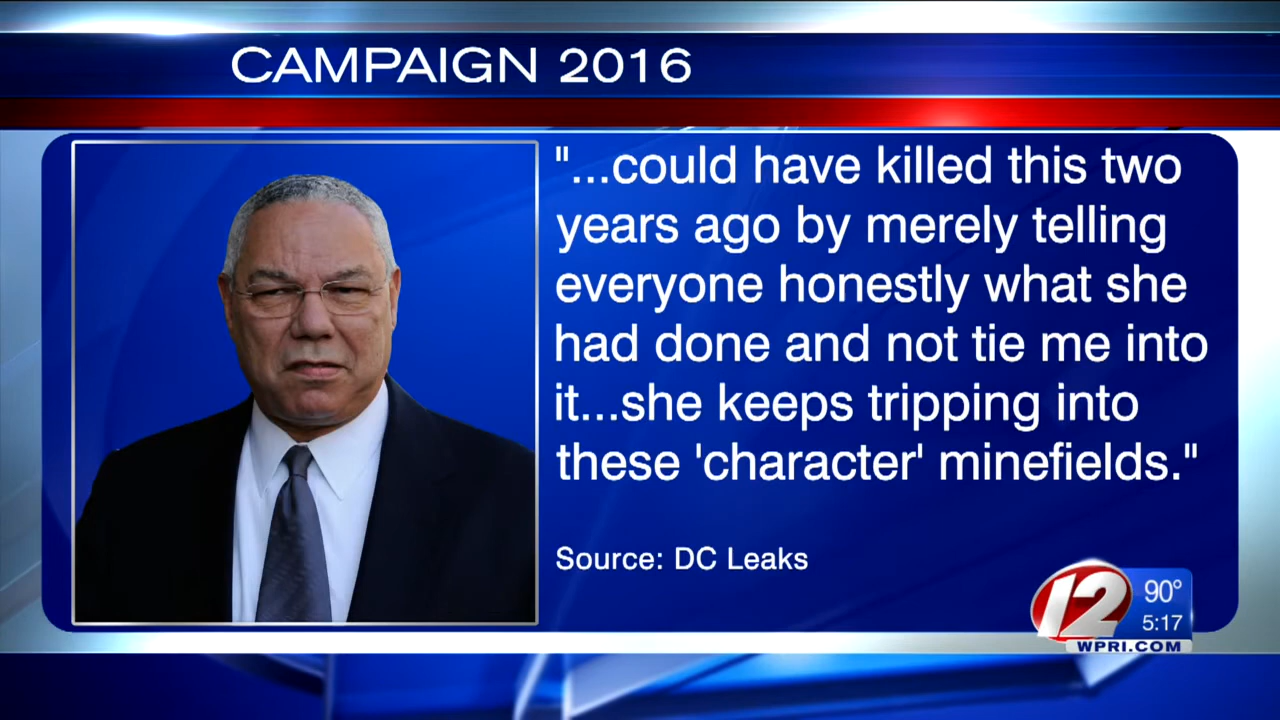 CAMPAIGN 2016
"...could have killed this two
years ago by merely telling
everyone honestly what she
had done and not tie me into
it...she keeps tripping into
these 'character' minefields."
Source: DC Leaks
12
90°
5:17
WPRI.COM